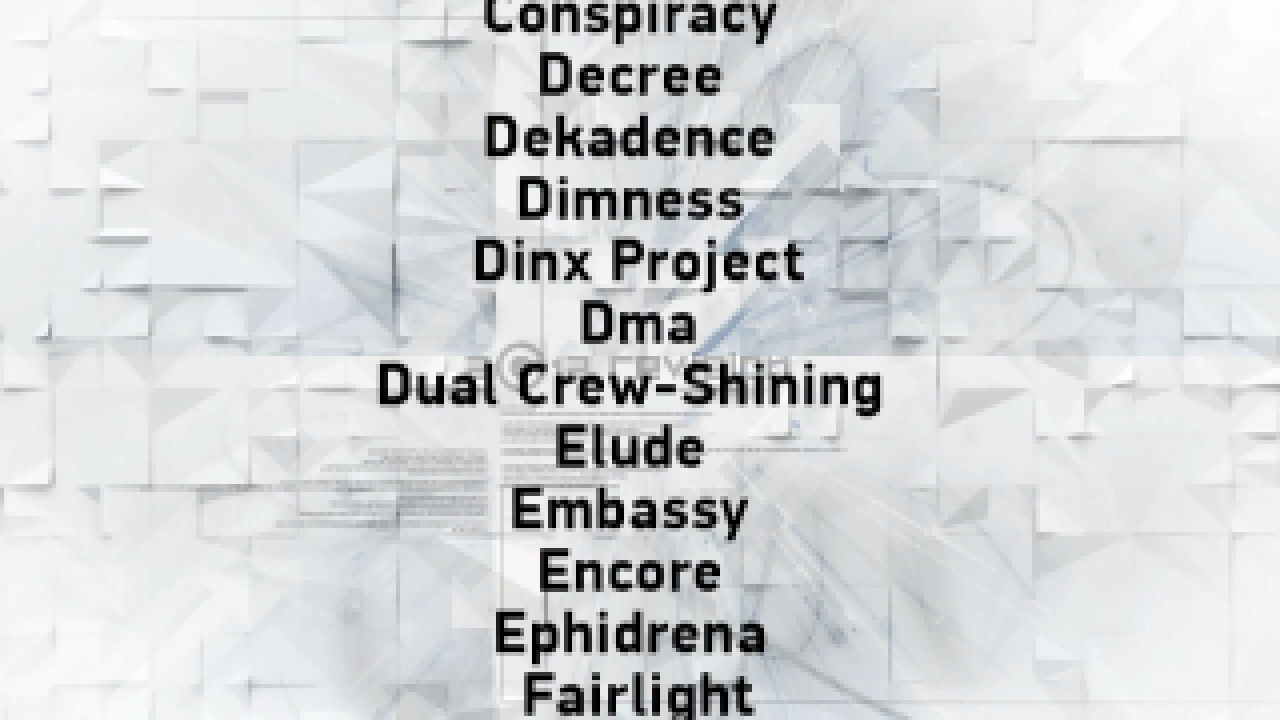 Conspiracy
Decree
Dekadence
Dimness
Dinx Project
Dma
Dual Crew-Shining
Elude
Embassy
Encore
Ephidrena
Fairlight